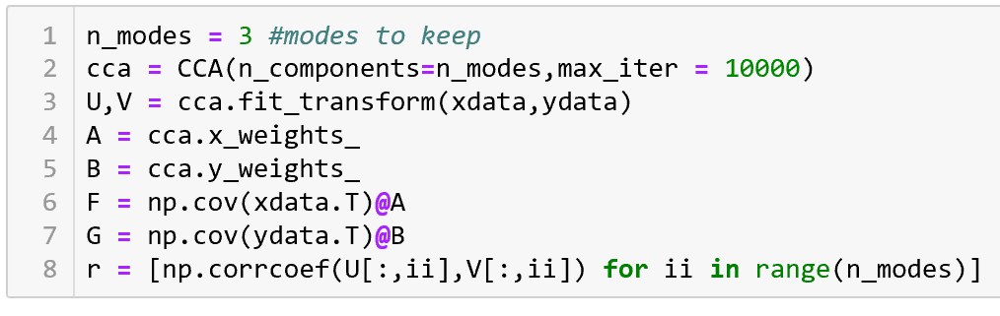 1 n_modes = 3 #modes to keep
2 cca = CCA(n_components=n_modes,max_iter = 10000)
3 U,V = cca.fit_transform(xdata,ydata)
4 A = cca.x_weights_
5 B = cca.y_weights_
6 F = np.cov(xdata.T)@A
7 G = np.cov(ydata.T)@B
8 r = [np.corrcoef(U[:,ii],V[:,ii]) for ii in range(n_modes)]